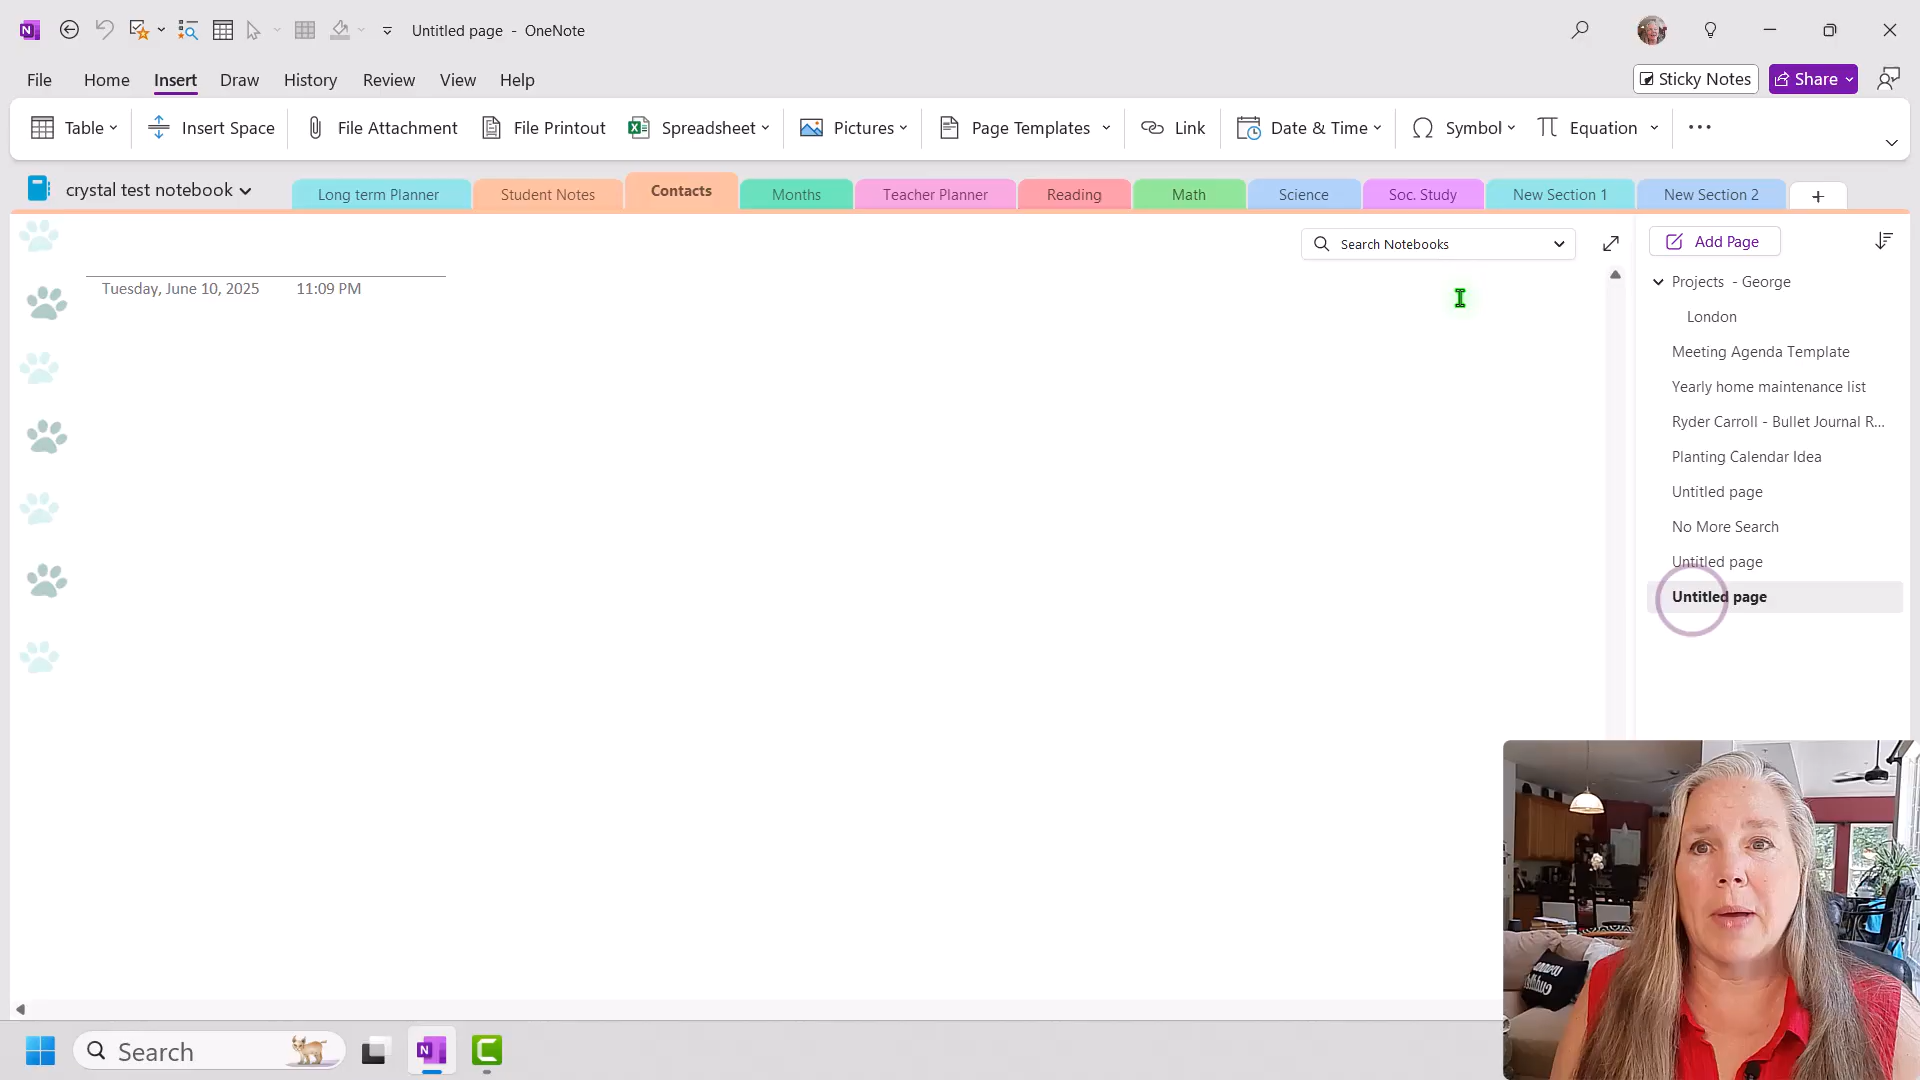 Untitled page - OneNote
File Home Insert Draw History Review View Help
Sticky Notes Share
Table Insert Space File Attachment File Printout Spreadsheet Pictures Page Templates Link Date & Time Symbol Equation
crystal test notebook Long term Planner Student Notes Contacts Months Teacher Planner Reading Math Science Soc. Study New Section 1 New Section 2
Search Notebooks
Add Page
Tuesday, June 10, 2025 11:09 PM
Projects - George
London
Meeting Agenda Template
Yearly home maintenance list
Ryder Carroll - Bullet Journal R...
Planting Calendar Idea
Untitled page
No More Search
Untitled page
Untitled page
Search